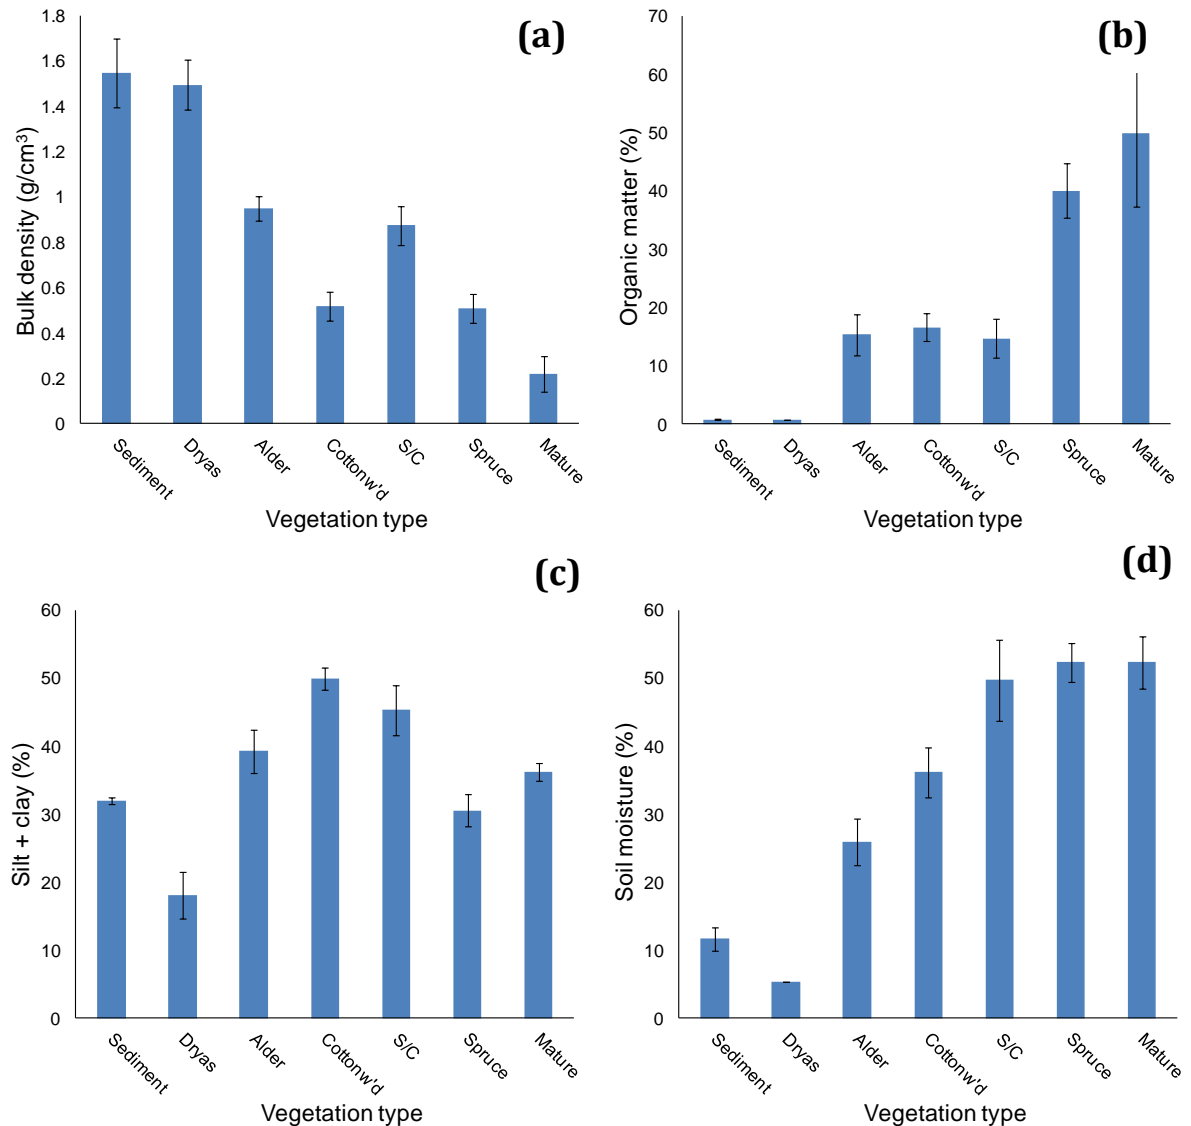 (a)
1.8
1.6
1.4
1.2
1
0.8
0.6
0.4
0.2
0
Bulk density (g/cm³)
Sediment
Dryas
Alder
Cottonw'd
S/C
Spruce
Mature
Vegetation type
(b)
70
60
50
40
30
20
10
0
Organic matter (%)
Sediment
Dryas
Alder
Cottonw'd
S/C
Spruce
Mature
Vegetation type
(c)
60
50
40
30
20
10
0
Silt + clay (%)
Sediment
Dryas
Alder
Cottonw'd
S/C
Spruce
Mature
Vegetation type
(d)
60
50
40
30
20
10
0
Soil moisture (%)
Sediment
Dryas
Alder
Cottonw'd
S/C
Spruce
Mature
Vegetation type